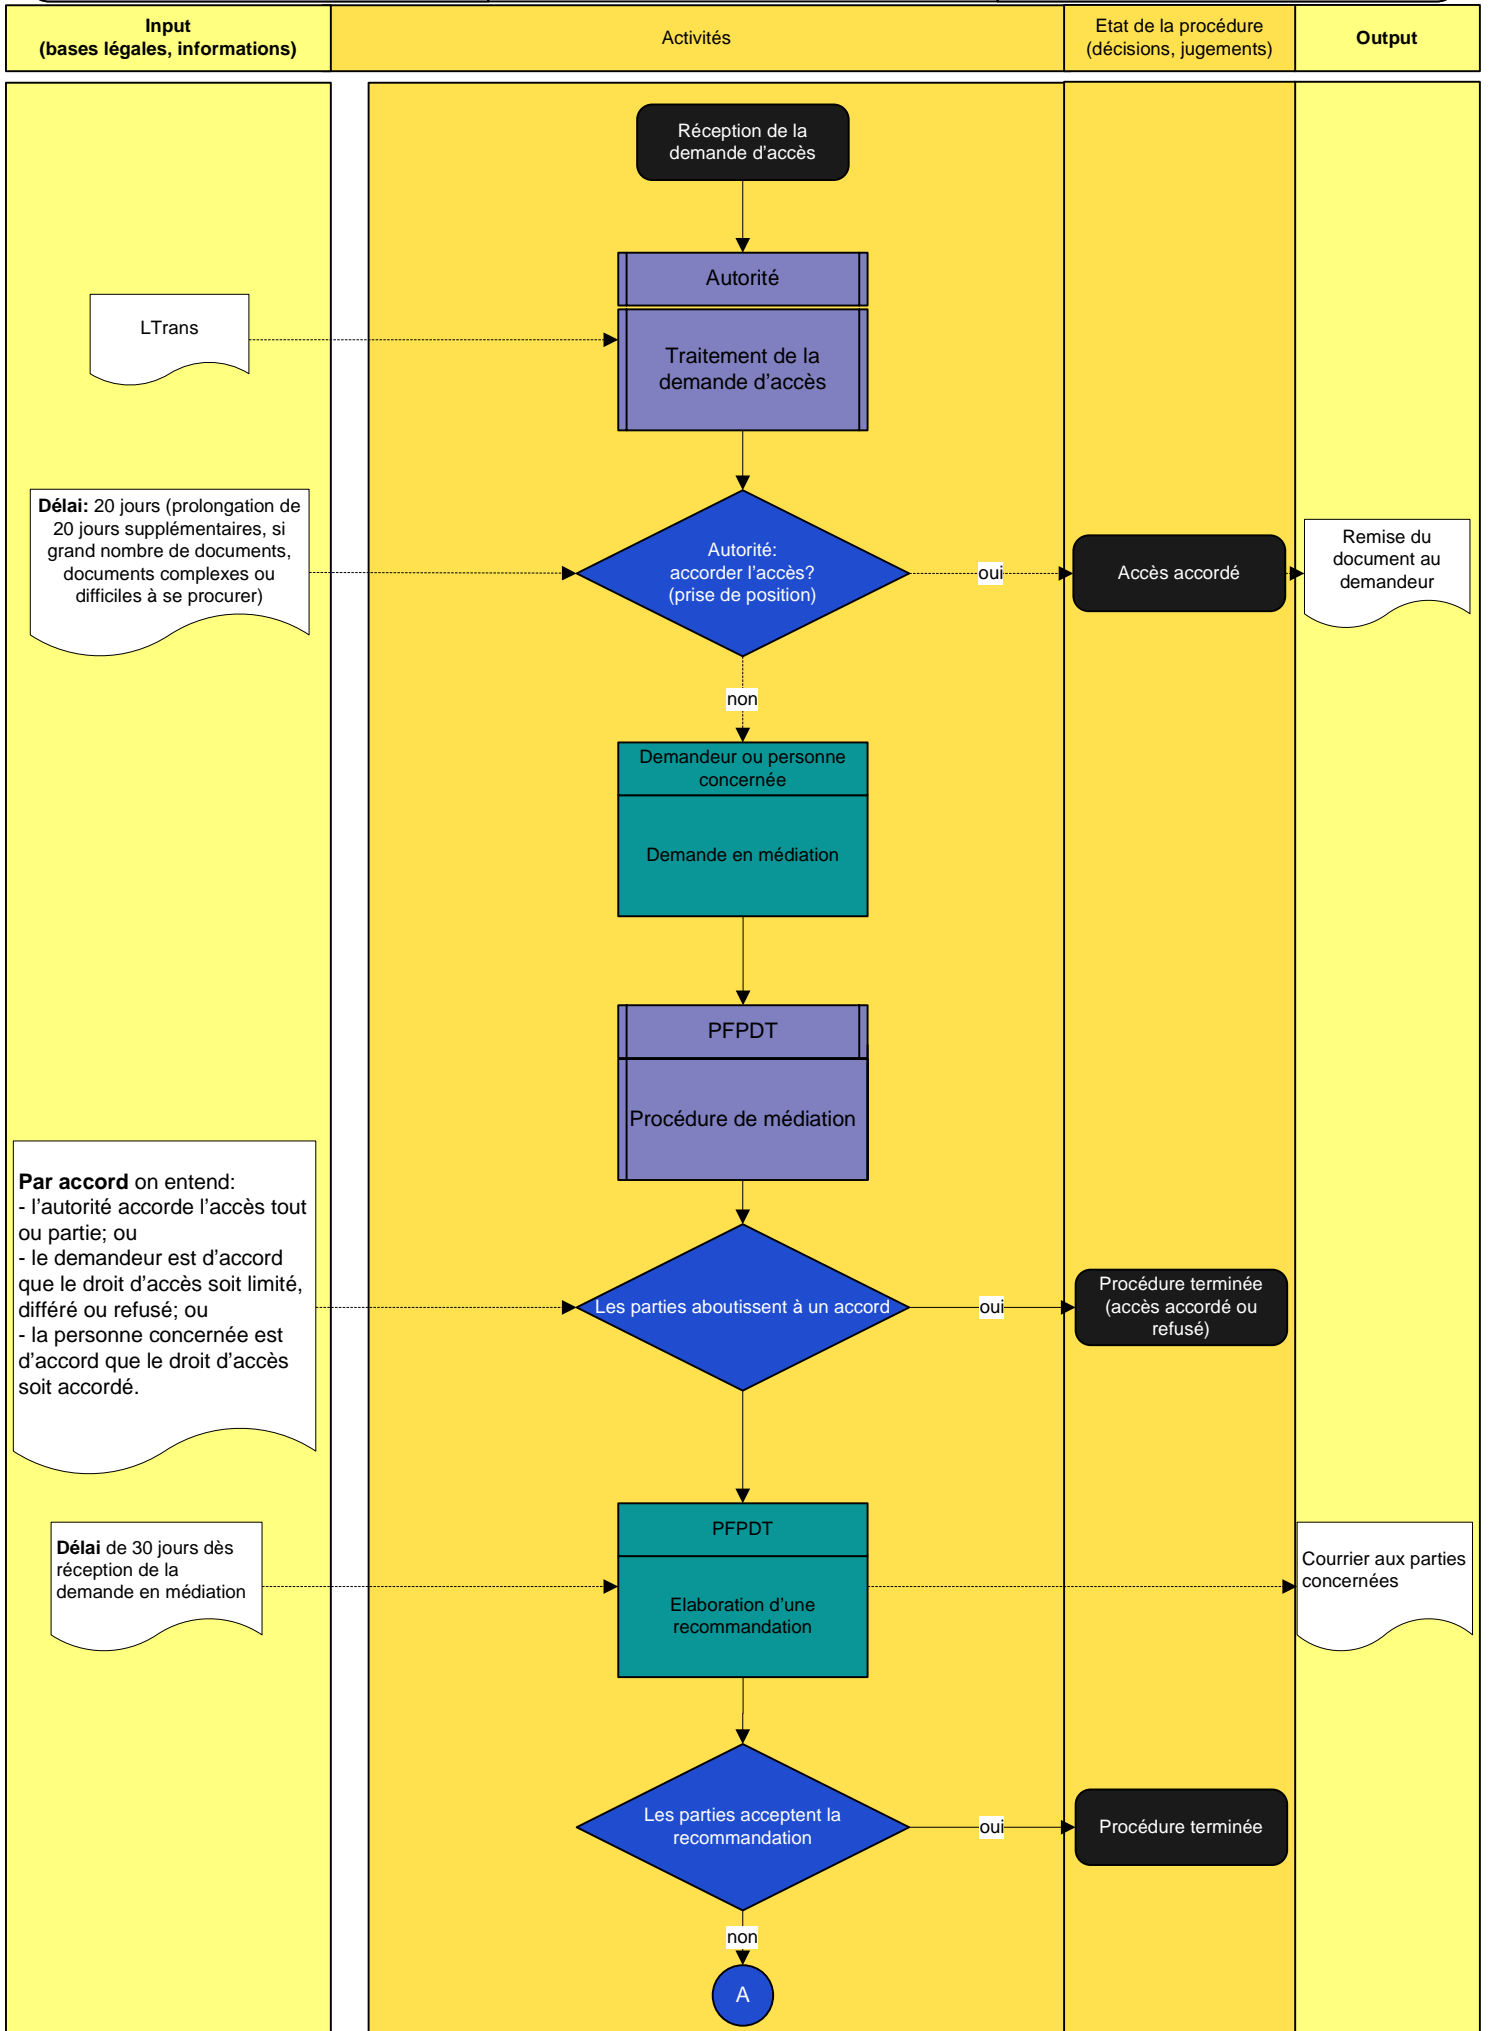 Input
(bases légales, informations)
Activités
Etat de la procédure
(décisions, jugements)
Output
Réception de la
demande d'accès
Autorité
LTrans
Traitement de la
demande d'accès
Délai: 20 jours (prolongation de
20 jours supplémentaires, si
grand nombre de documents,
documents complexes ou
difficiles à se procurer)
Autorité:
accorder l'accès?
(prise de position)
oui
Accès accordé
Remise du
document au
demandeur
non
Demandeur ou personne
concernée
Demande en médiation
PFPDT
Procédure de médiation
Par accord on entend:
- l'autorité accorde l'accès tout
ou partie; ou
- le demandeur est d'accord
que le droit d'accès soit limité,
différé ou refusé; ou
- la personne concernée est
d'accord que le droit d'accès
soit accordé.
Les parties aboutissent à un accord
oui
Procédure terminée
(accès accordé ou
refusé)
PFPDT
Délai de 30 jours dès
réception de la
demande en médiation
Elaboration d'une
recommandation
Courrier aux parties
concernées
Les parties acceptent la
recommandation
oui
Procédure terminée
non
A